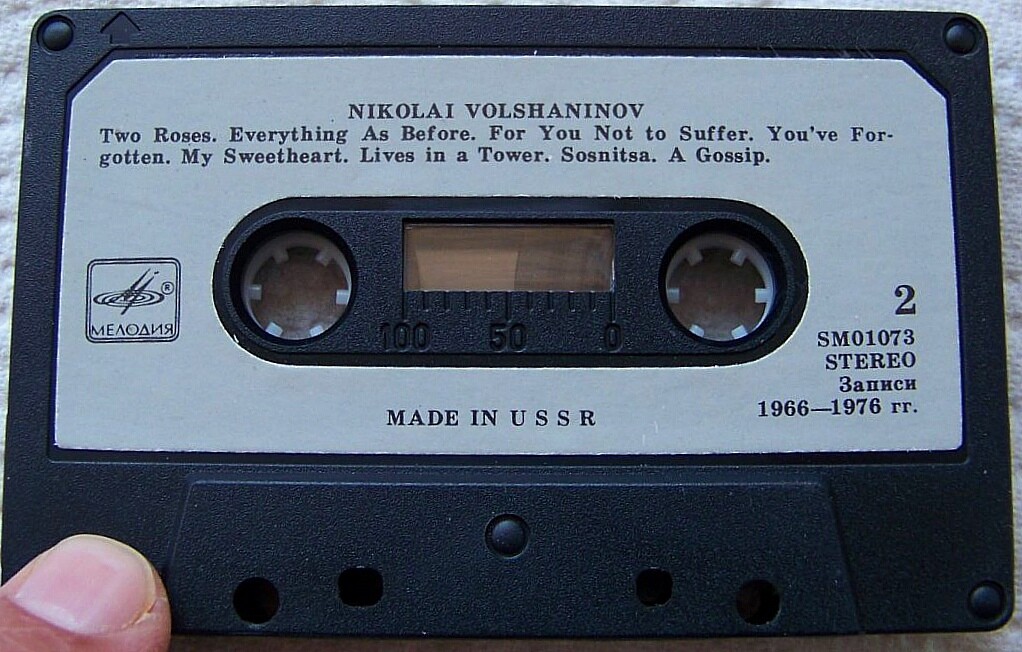 NIKOLAI VOLSHANINOV
Two Roses. Everything As Before. For You Not to Suffer. You've For-
gotten. My Sweetheart. Lives in a Tower. Sosnitsa. A Gossip.
®
МЕЛОДИЯ
100 50 0
2
SM01073
STEREO
Записи
1966—1976 гг.
MADE IN U S S R